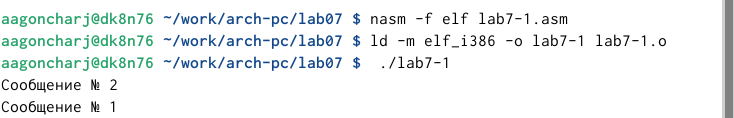 aagoncharj@dk8n76 ~/work/arch-pc/lab07 $ nasm -f elf lab7-1.asm
aagoncharj@dk8n76 ~/work/arch-pc/lab07 $ ld -m elf_i386 -o lab7-1 lab7-1.o
aagoncharj@dk8n76 ~/work/arch-pc/lab07 $  ./lab7-1
Сообщение № 2
Сообщение № 1